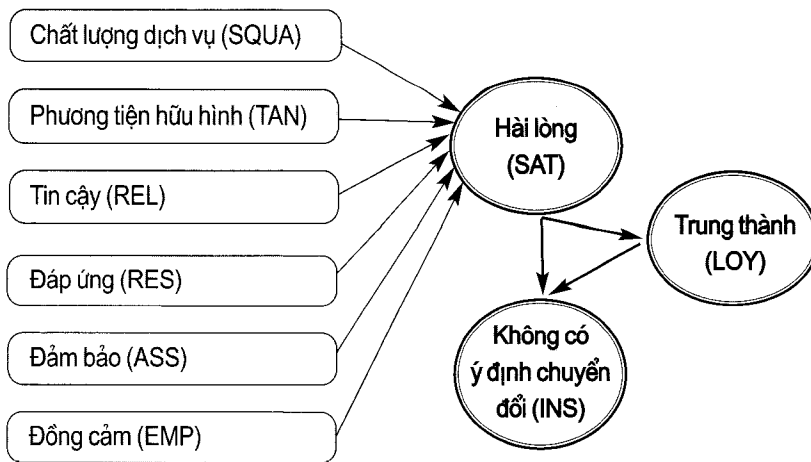 Chất lượng dịch vụ (SQUA)
Phương tiện hữu hình (TAN)
Tin cậy (REL)
Đáp ứng (RES)
Đảm bảo (ASS)
Đồng cảm (EMP)
Hài lòng
(SAT)
Trung thành
(LOY)
Không có
ý định chuyển
đổi (INS)